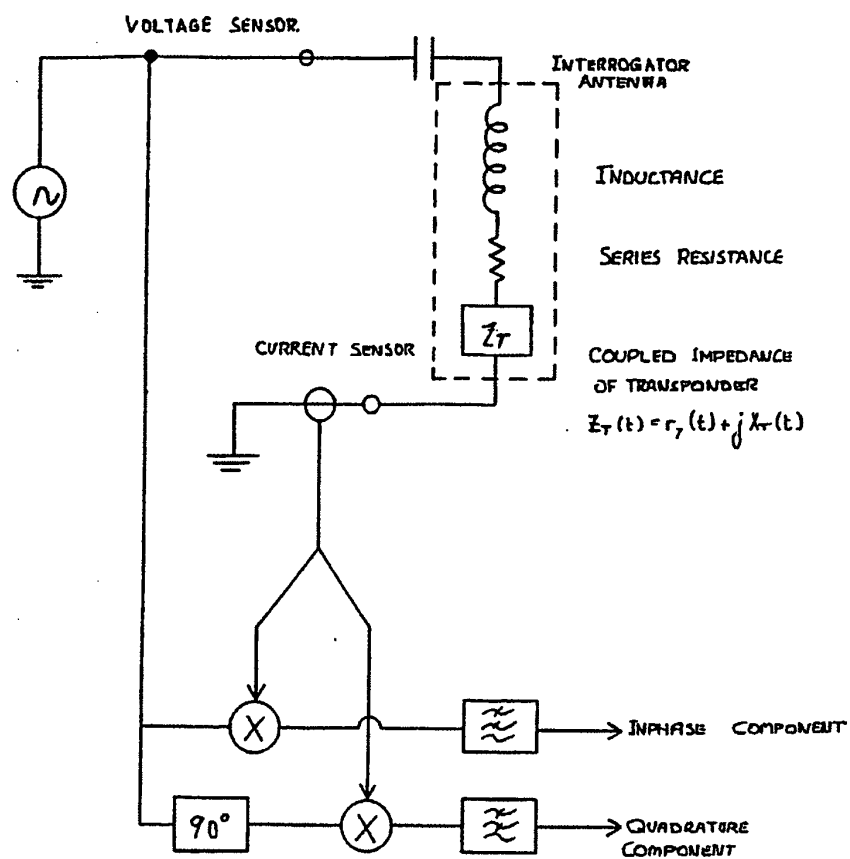 VOLTAGE SENSOR.
INTERROGATOR
ANTENNA
INDUCTANCE
SERIES RESISTANCE
Z_T
CURRENT SENSOR
COUPLED IMPEDANCE
OF TRANSPONDER
Z_T(t) = r_7(t) + j X_T(t)
X
INPHASE COMPONENT
90°
X
QUADRATURE
COMPONENT